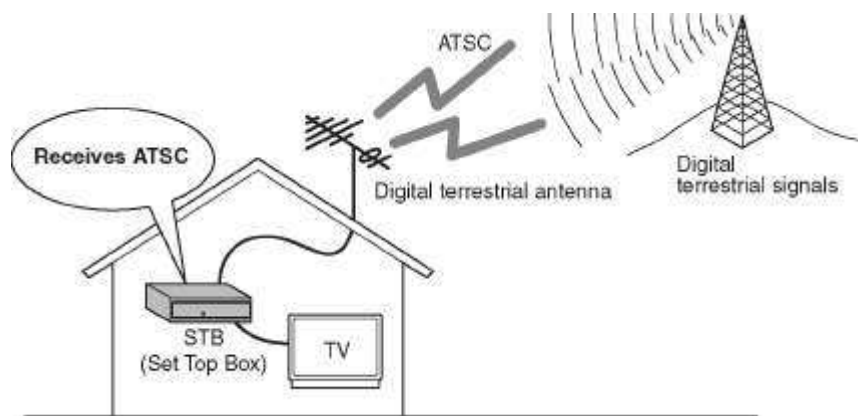 ATSC
Receives ATSC
Digital terrestrial antenna
Digital
terrestrial signals
STB
(Set Top Box)
TV